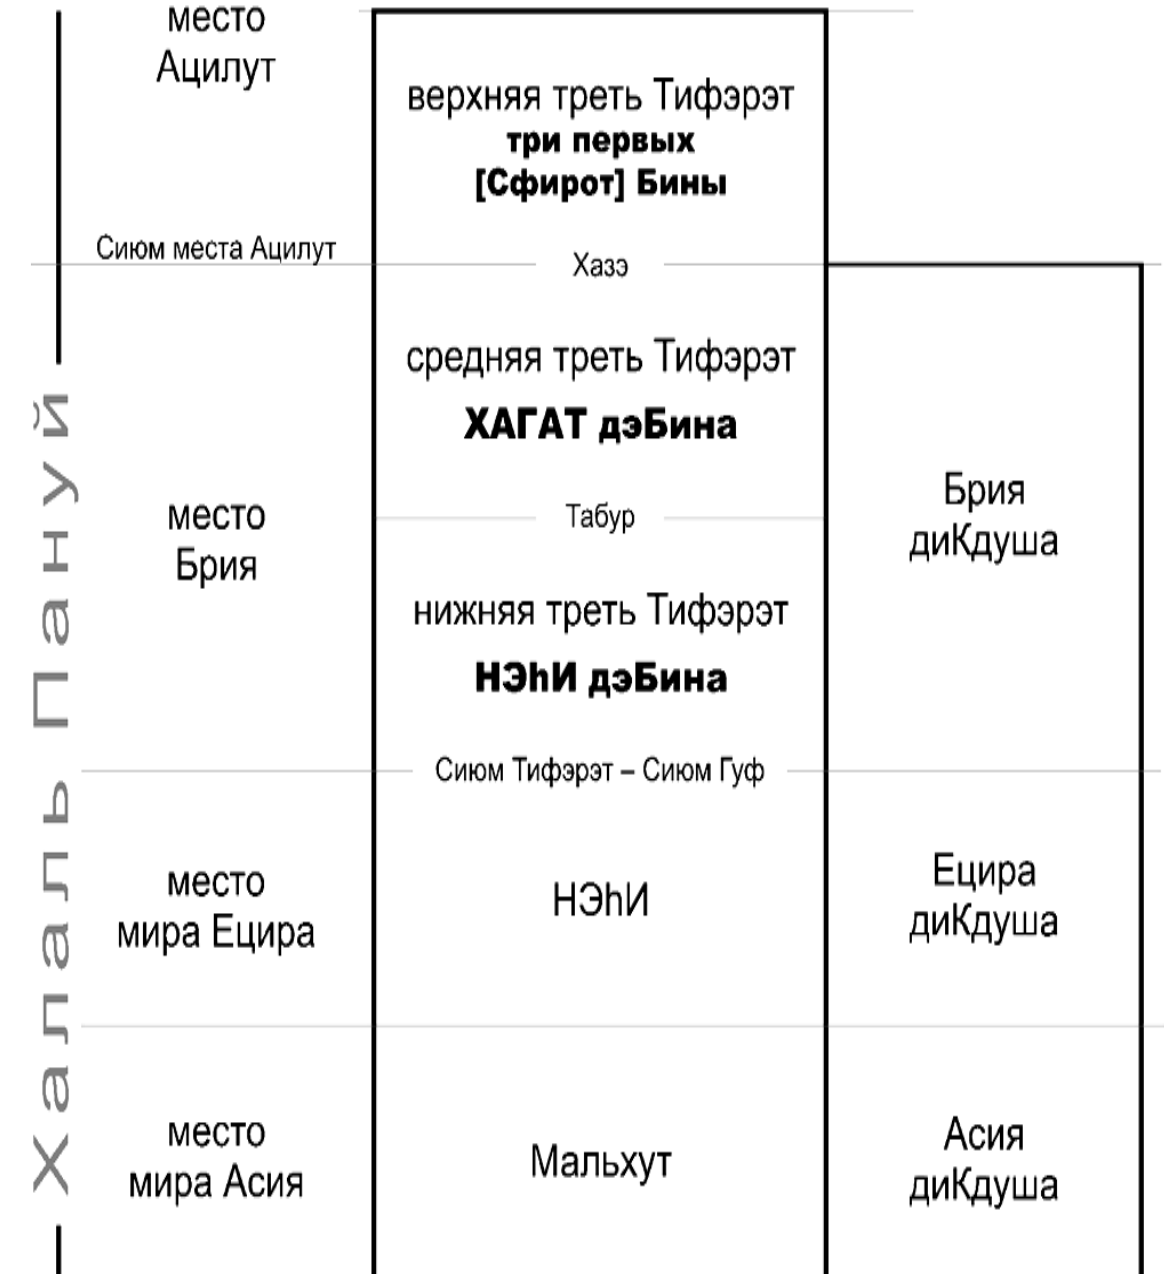 место
Ацилут
верхняя треть Тифэрэт
три первых
[Сфирот] Бины
Сиюм места Ацилут
Хазэ
средняя треть Тифэрэт
ХАГАТ дэБина
Халаль Пануй
место
Брия
Табур
Брия
диКдуша
нижняя треть Тифэрэт
НЭhИ дэБина
Сиюм Тифэрэт – Сиюм Гуф
место
мира Ецира
НЭhИ
Ецира
диКдуша
место
мира Асия
Мальхут
Асия
диКдуша